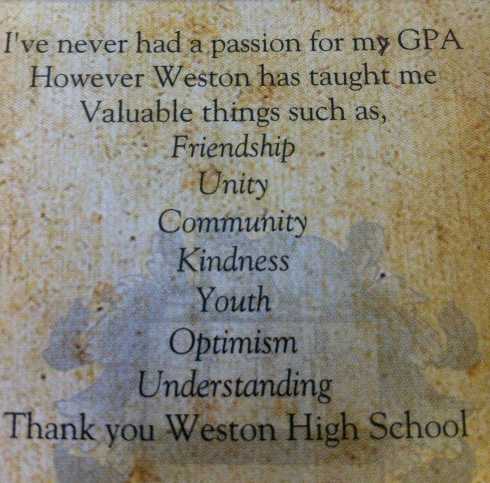 I've never had a passion for my GPA
However Weston has taught me
Valuable things such as,
Friendship
Unity
Community
Kindness
Youth
Optimism
Understanding
Thank you Weston High School